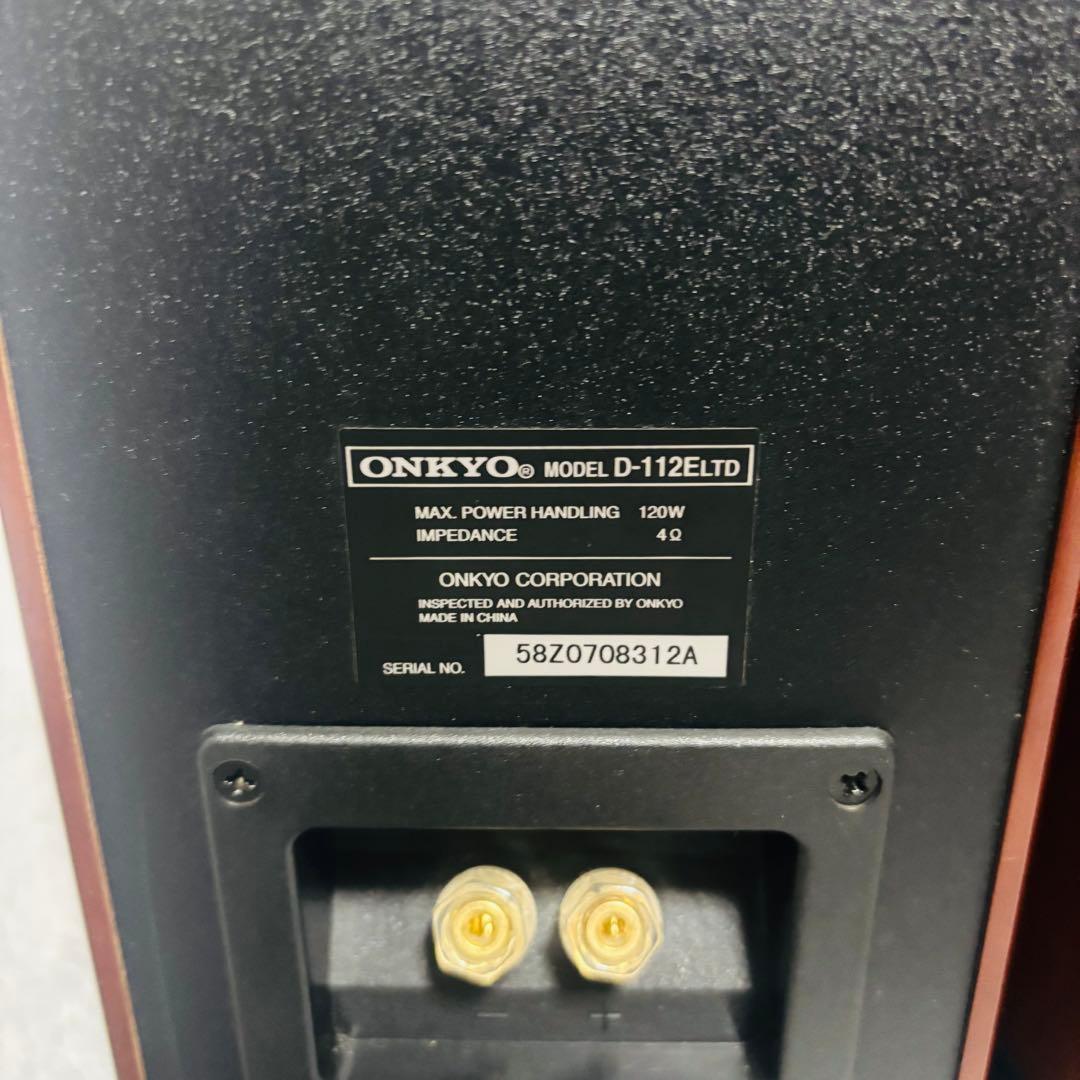 ONKYO® MODEL D-112ELTD
MAX. POWER HANDLING 120W
IMPEDANCE 4Ω
ONKYO CORPORATION
INSPECTED AND AUTHORIZED BY ONKYO
MADE IN CHINA
SERIAL NO. 58Z0708312A
− +